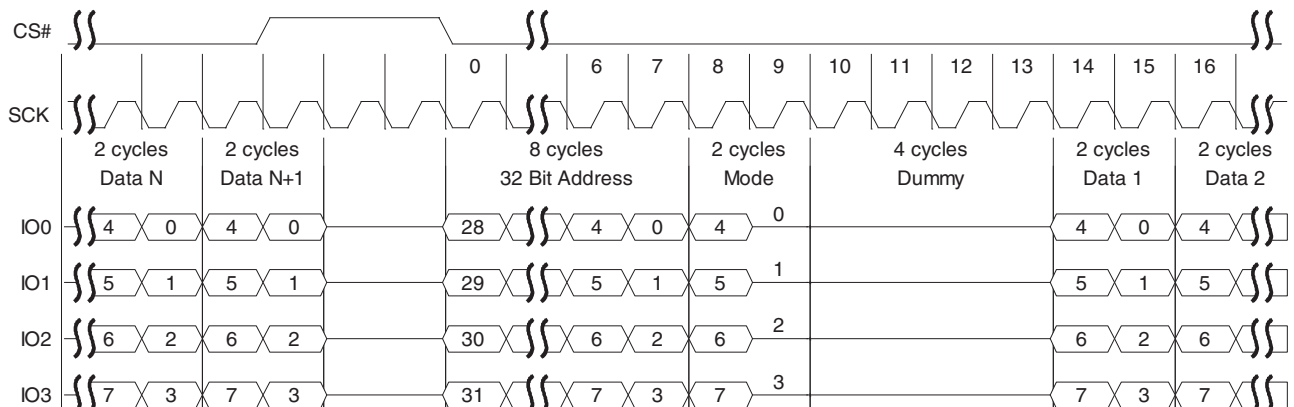 CS#
0 6 7 8 9 10 11 12 13 14 15 16
SCK
2 cycles 2 cycles 8 cycles 2 cycles 4 cycles 2 cycles 2 cycles
Data N Data N+1 32 Bit Address Mode Dummy Data 1 Data 2
IO0 4 0 4 0 28 4 0 4 0 4 0 4
IO1 5 1 5 1 29 5 1 5 1 5 1 5
IO2 6 2 6 2 30 6 2 6 2 6 2 6
IO3 7 3 7 3 31 7 3 7 3 7 3 7